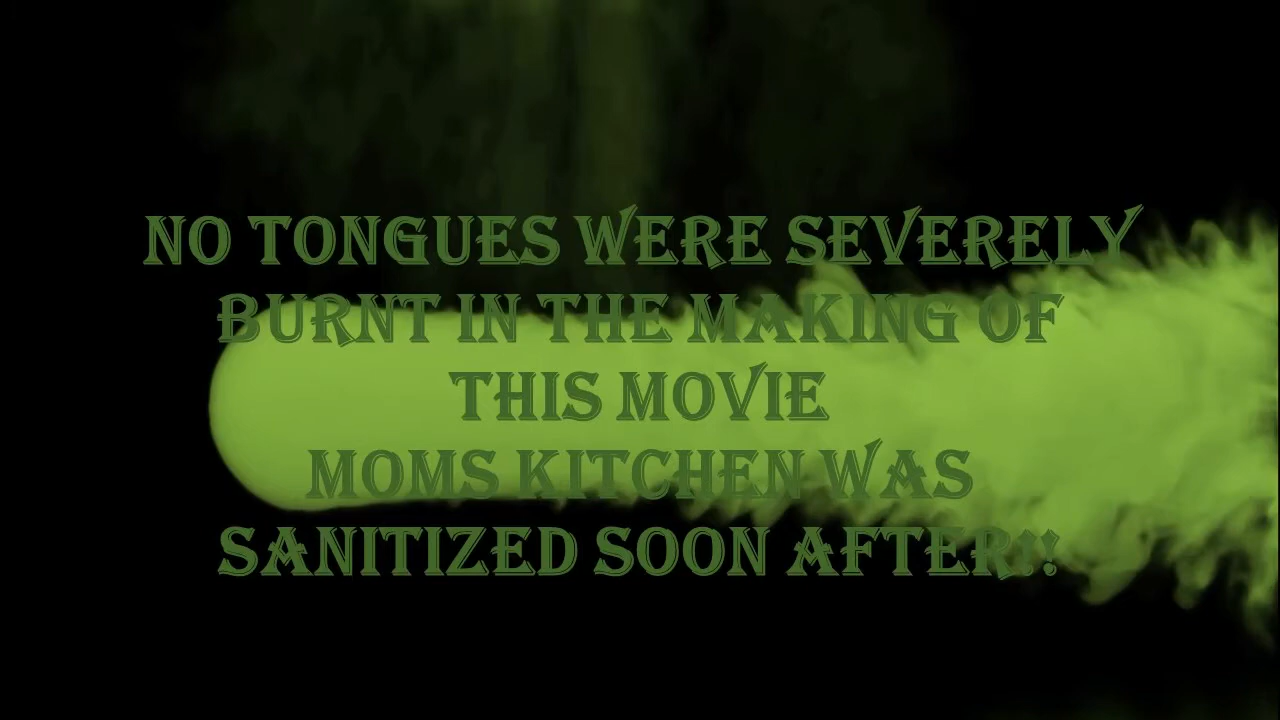 NO TONGUES WERE SEVERELY
BURNT IN THE MAKING OF
THIS MOVIE
MOMS KITCHEN WAS
SANITIZED SOON AFTER!!